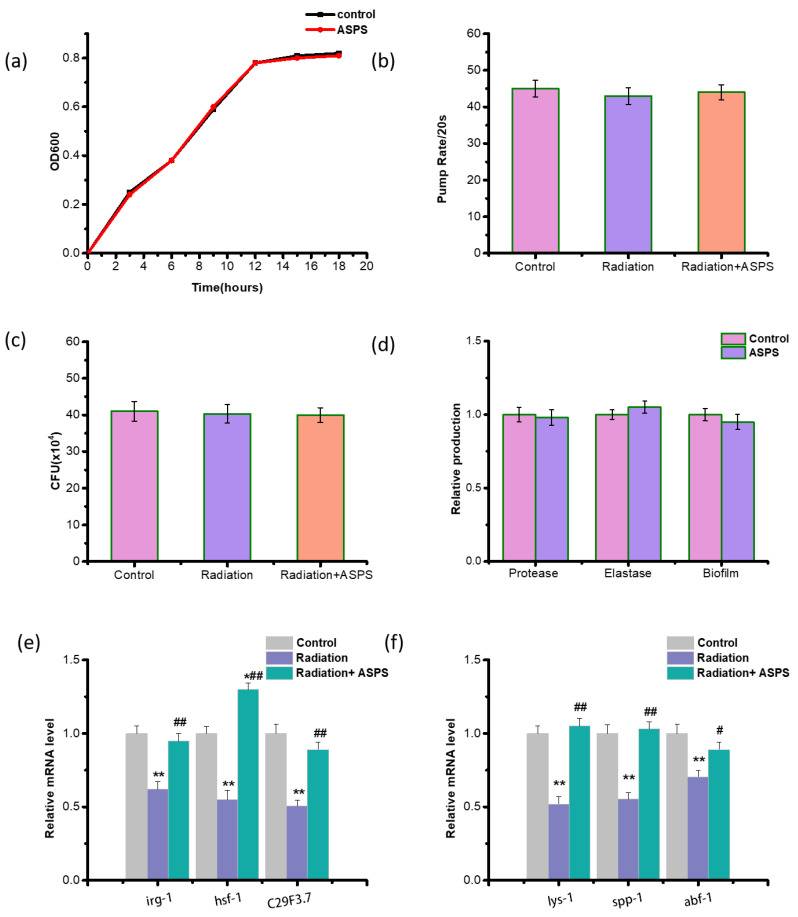 (a)
control
ASPS
0.8
0.6
0.4
0.2
0.0
OD600
0 2 4 6 8 10 12 14 16 18 20
Time(hours)
(b)
60
50
40
30
20
10
0
Pump Rate/20s
Control Radiation Radiation+ASPS
(c)
60
50
40
30
20
10
0
CFU(x10⁴)
Control Radiation Radiation+ASPS
(d)
Control
ASPS
1.5
1.0
0.5
0.0
Relative production
Protease Elastase Biofilm
(e)
Control
Radiation
Radiation+ ASPS
1.5
1.0
0.5
0.0
Relative mRNA level
** ## ** *## ** ##
irg-1 hsf-1 C29F3.7
(f)
Control
Radiation
Radiation+ ASPS
1.5
1.0
0.5
0.0
Relative mRNA level
** ## ** ## ** #
lys-1 spp-1 abf-1